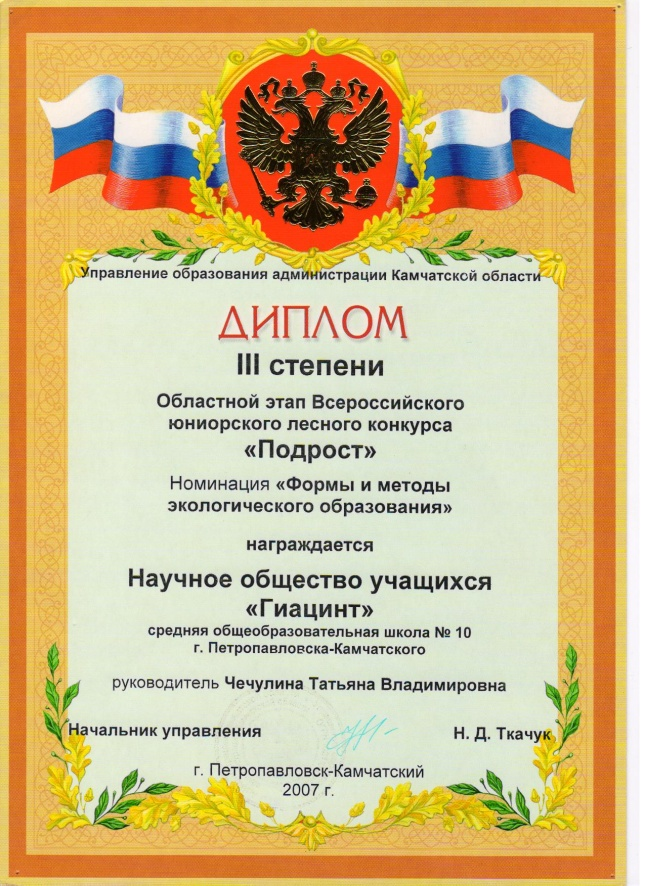 Управление образования администрации Камчатской области
ДИПЛОМ
III степени
Областной этап Всероссийского
юниорского лесного конкурса
«Подрост»
Номинация «Формы и методы
экологического образования»
награждается
Научное общество учащихся
«Гиацинт»
средняя общеобразовательная школа № 10
г. Петропавловска-Камчатского
руководитель Чечулина Татьяна Владимировна
Начальник управления Н. Д. Ткачук
г. Петропавловск-Камчатский
2007 г.